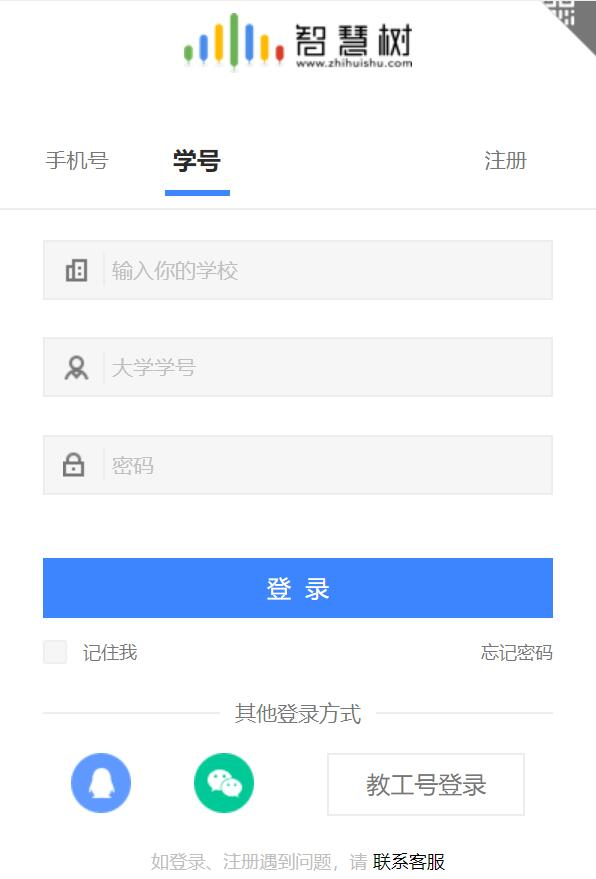 智慧树
www.zhihuishu.com
手机号 学号 注册
输入你的学校
大学学号
密码
登 录
记住我 忘记密码
其他登录方式
教工号登录
如登录、注册遇到问题，请 联系客服